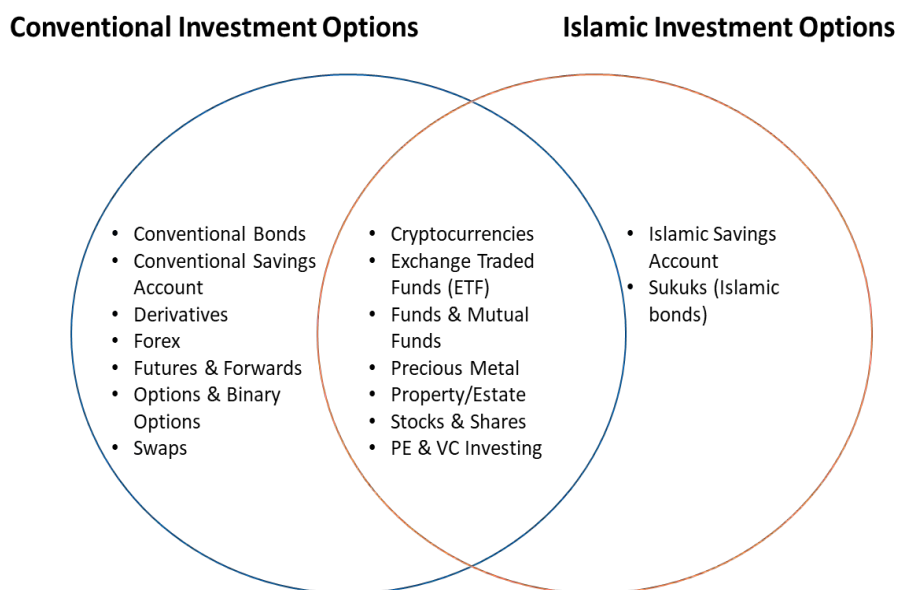 Conventional Investment Options
Islamic Investment Options
• Conventional Bonds
• Conventional Savings
Account
• Derivatives
• Forex
• Futures & Forwards
• Options & Binary
Options
• Swaps
• Cryptocurrencies
• Exchange Traded
Funds (ETF)
• Funds & Mutual
Funds
• Precious Metal
• Property/Estate
• Stocks & Shares
• PE & VC Investing
• Islamic Savings
Account
• Sukuks (Islamic
bonds)